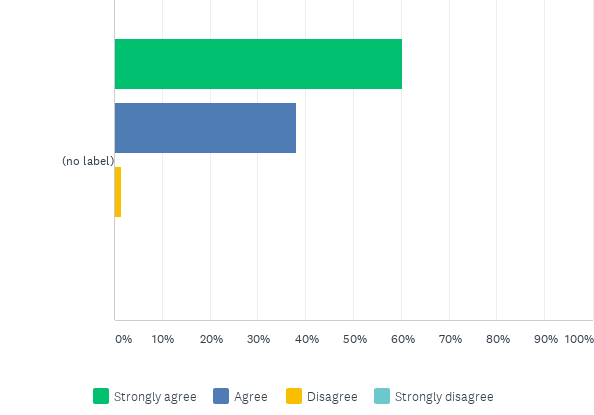 (no label)
0% 10% 20% 30% 40% 50% 60% 70% 80% 90% 100%
Strongly agree Agree Disagree Strongly disagree